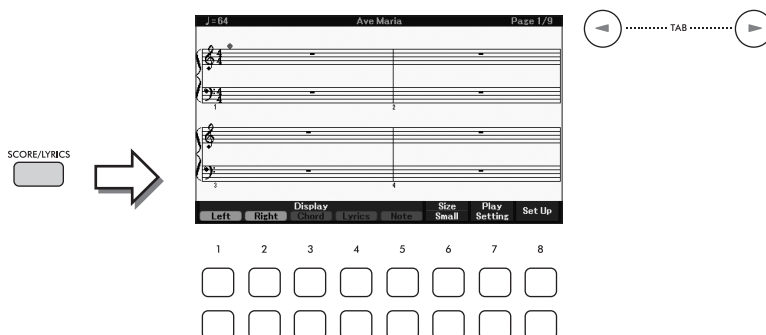 ♩=64 Ave Maria Page 1/9
TAB
1 2
SCORE/LYRICS
3 4
Display Size Play Set Up
Left Right Chord Lyrics Note Small Setting
1 2 3 4 5 6 7 8